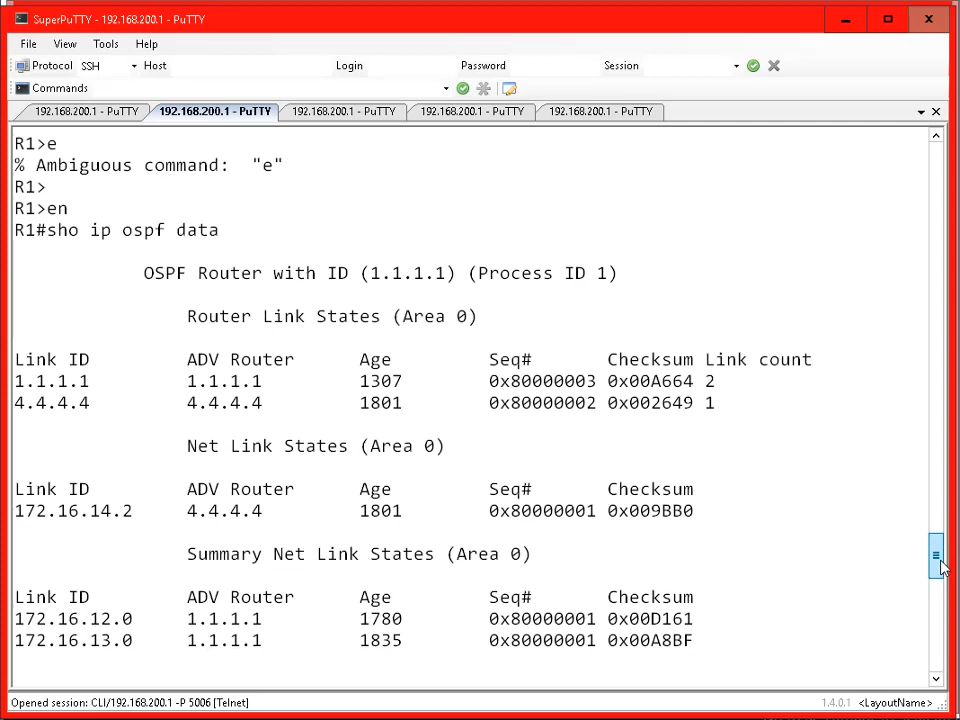 SuperPuTTY - 192.168.200.1 - PuTTY
File View Tools Help
Protocol SSH Host Login Password Session
Commands
192.168.200.1 - PuTTY 192.168.200.1 - PuTTY 192.168.200.1 - PuTTY 192.168.200.1 - PuTTY 192.168.200.1 - PuTTY
R1>e
% Ambiguous command:  "e"
R1>
R1>en
R1#sho ip ospf data
OSPF Router with ID (1.1.1.1) (Process ID 1)
Router Link States (Area 0)
Link ID ADV Router Age Seq# Checksum Link count
1.1.1.1 1.1.1.1 1307 0x80000003 0x00A664 2
4.4.4.4 4.4.4.4 1801 0x80000002 0x002649 1
Net Link States (Area 0)
Link ID ADV Router Age Seq# Checksum
172.16.14.2 4.4.4.4 1801 0x80000001 0x009BB0
Summary Net Link States (Area 0)
Link ID ADV Router Age Seq# Checksum
172.16.12.0 1.1.1.1 1780 0x80000001 0x00D161
172.16.13.0 1.1.1.1 1835 0x80000001 0x00A8BF
Opened session: CLI/192.168.200.1 -P 5006 [Telnet] 1.4.0.1 <LayoutName>